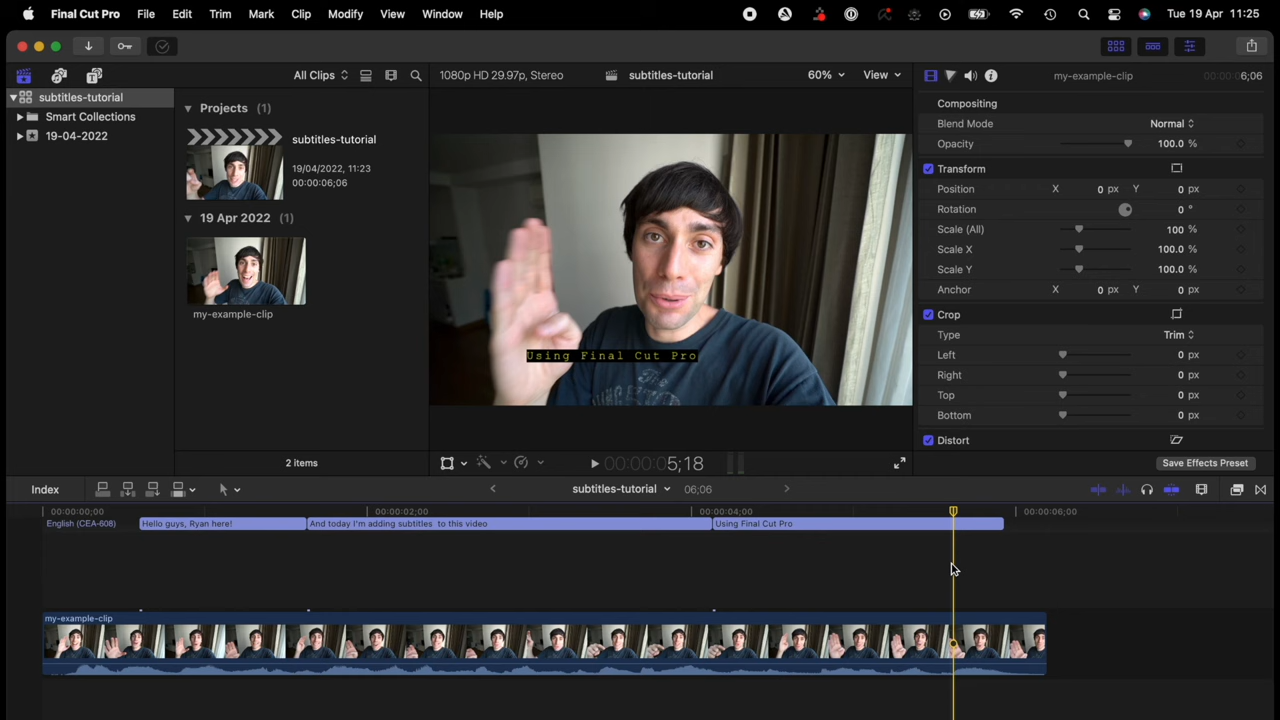 Final Cut Pro File Edit Trim Mark Clip Modify View Window Help Tue 19 Apr 11:25
All Clips 1080p HD 29.97p, Stereo subtitles-tutorial 60% View my-example-clip 00:00:06;06
subtitles-tutorial
Smart Collections
19-04-2022
Projects (1)
subtitles-tutorial
19/04/2022, 11:23
00:00:06;06
19 Apr 2022 (1)
my-example-clip
2 items
Using Final Cut Pro
00:00:05;18
Compositing
Blend Mode Normal
Opacity 100.0 %
Transform
Position X 0 px Y 0 px
Rotation 0 °
Scale (All) 100 %
Scale X 100.0 %
Scale Y 100.0 %
Anchor X 0 px Y 0 px
Crop
Type Trim
Left 0 px
Right 0 px
Top 0 px
Bottom 0 px
Distort
Save Effects Preset
Index subtitles-tutorial 06;06
00:00:00;00 00:00:02;00 00:00:04;00 00:00:06;00
English (CEA-608) Hello guys, Ryan here! And today I'm adding subtitles to this video Using Final Cut Pro
my-example-clip